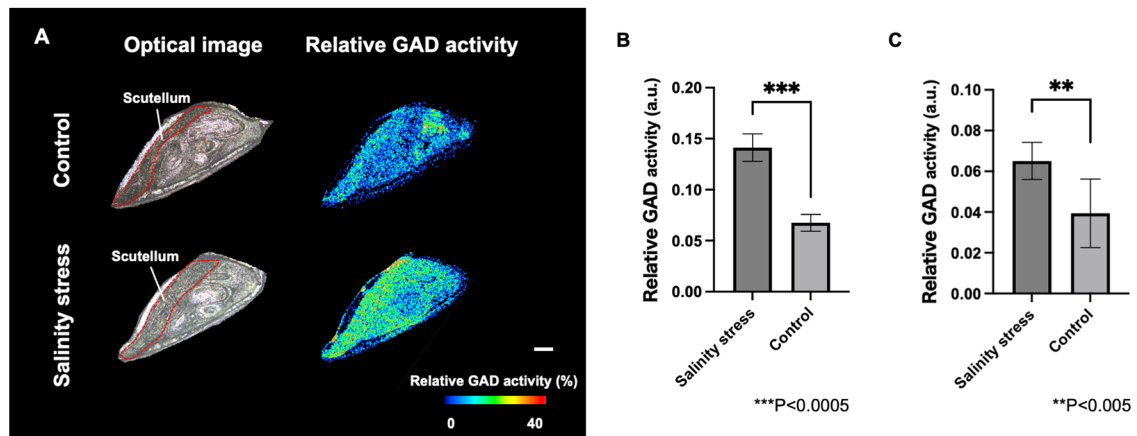 A
Optical image
Relative GAD activity
Control
Scutellum
Salinity stress
Scutellum
Relative GAD activity (%)
0
40
B
Relative GAD activity (a.u.)
0.20
0.15
0.10
0.05
0.00
***
Salinity stress
Control
***P<0.0005
C
Relative GAD activity (a.u.)
0.10
0.08
0.06
0.04
0.02
0.00
**
Salinity stress
Control
**P<0.005